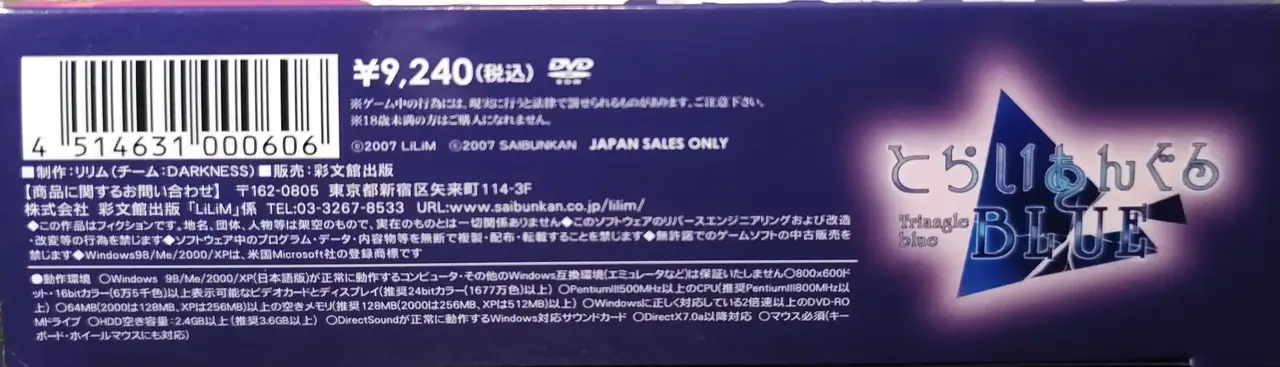 4 514631 000606
¥9,240(税込) DVD
※ゲーム中の行為には、現実に行うと法律で罰せられるものがあります。ご注意下さい。
※18歳未満の方はご購入になれません。
Ⓒ2007 LiLiM Ⓒ2007 SAIBUNKAN JAPAN SALES ONLY
■制作:リリム(チーム:DARKNESS)■販売:彩文館出版
【商品に関するお問い合わせ】 〒162-0805 東京都新宿区矢来町114-3F
株式会社 彩文館出版「LiLiM」係 TEL:03-3267-8533 URL:www.saibunkan.co.jp/lilim/
◆この作品はフィクションです。地名、団体、人物等は架空のもので、実在のものとは一切関係ありません◆このソフトウェアのリバースエンジニアリングおよび改造
・改変等の行為を禁じます◆ソフトウェア中のプログラム・データ・内容物等を無断で複製・配布・転載することを禁じます◆無許諾でのゲームソフトの中古販売を
禁じます◆Windows98/Me/2000/XPは、米国Microsoft社の登録商標です
●動作環境 ○Windows 98/Me/2000/XP(日本語版)が正常に動作するコンピュータ・その他のWindows互換環境(エミュレータなど)は保証いたしません○800x600ド
ット・16bitカラー(6万5千色)以上表示可能なビデオカードとディスプレイ(推奨24bitカラー(1677万色)以上) ○PentiumIII500MHz以上のCPU(推奨PentiumIII800MHz以
上) ○64MB(2000は128MB、XPは256MB)以上の空きメモリ(推奨128MB(2000は256MB、XPは512MB)以上) ○Windowsに正しく対応している2倍速以上のDVD-RO
Mドライブ ○HDD空き容量:2.4GB以上(推奨3.6GB以上) ○DirectSoundが正常に動作するWindows対応サウンドカード ○DirectX7.0a以降対応 ○マウス必須(キー
ボード・ホイールマウスにも対応)
とらいあんぐる
BLUE
Triangle
blue